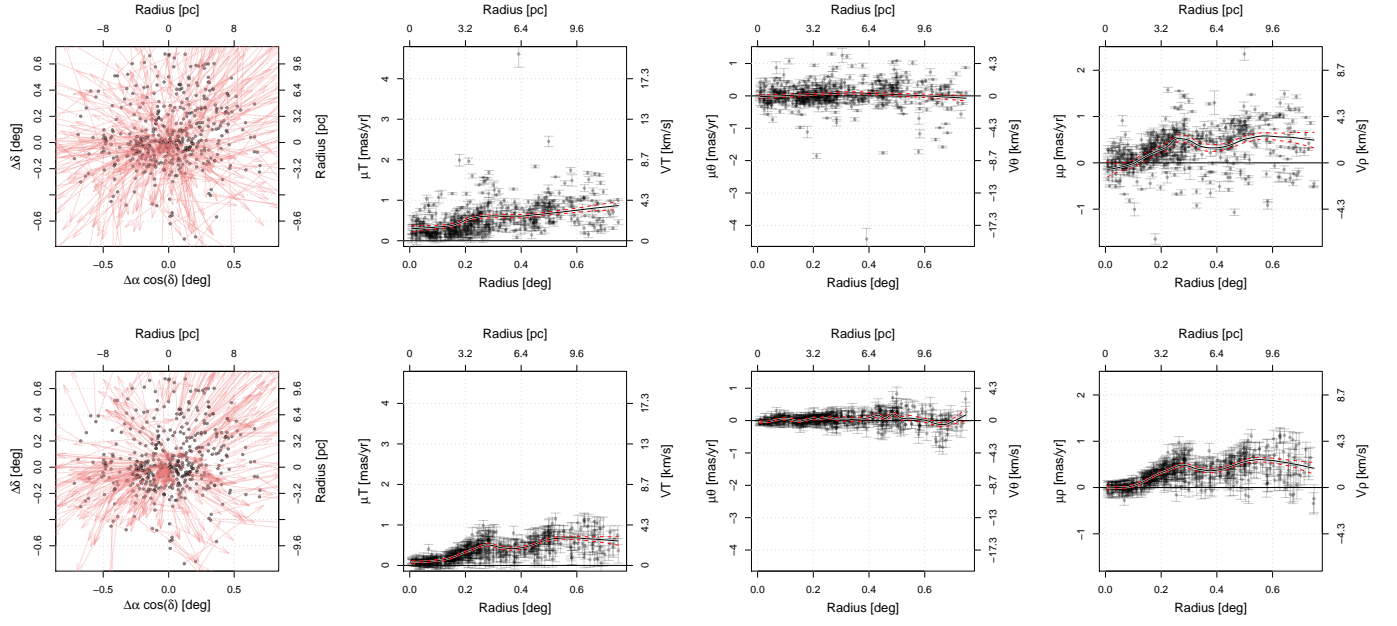 Radius [pc]
−8 0 8
0.6 0.4 0.2 0.0 −0.2 −0.6
Δδ [deg]
9.6 6.4 3.2 0 −3.2 −9.6
Radius [pc]
−0.5 0.0 0.5
Δα cos(δ) [deg]
Radius [pc]
0 3.2 6.4 9.6
4 3 2 1 0
μT [mas/yr]
17.3 13 8.7 4.3 0
VT [km/s]
0.0 0.2 0.4 0.6
Radius [deg]
Radius [pc]
0 3.2 6.4 9.6
1 0 −1 −2 −3 −4
μθ [mas/yr]
4.3 0 −4.3 −8.7 −13 −17.3
Vθ [km/s]
0.0 0.2 0.4 0.6
Radius [deg]
Radius [pc]
0 3.2 6.4 9.6
2 1 0 −1
μρ [mas/yr]
8.7 4.3 0 −4.3
Vρ [km/s]
0.0 0.2 0.4 0.6
Radius [deg]
Radius [pc]
−8 0 8
0.6 0.4 0.2 0.0 −0.2 −0.6
Δδ [deg]
9.6 6.4 3.2 0 −3.2 −9.6
Radius [pc]
−0.5 0.0 0.5
Δα cos(δ) [deg]
Radius [pc]
0 3.2 6.4 9.6
4 3 2 1 0
μT [mas/yr]
17.3 13 8.7 4.3 0
VT [km/s]
0.0 0.2 0.4 0.6
Radius [deg]
Radius [pc]
0 3.2 6.4 9.6
1 0 −1 −2 −3 −4
μθ [mas/yr]
4.3 0 −4.3 −8.7 −13 −17.3
Vθ [km/s]
0.0 0.2 0.4 0.6
Radius [deg]
Radius [pc]
0 3.2 6.4 9.6
2 1 0 −1
μρ [mas/yr]
8.7 4.3 0 −4.3
Vρ [km/s]
0.0 0.2 0.4 0.6
Radius [deg]